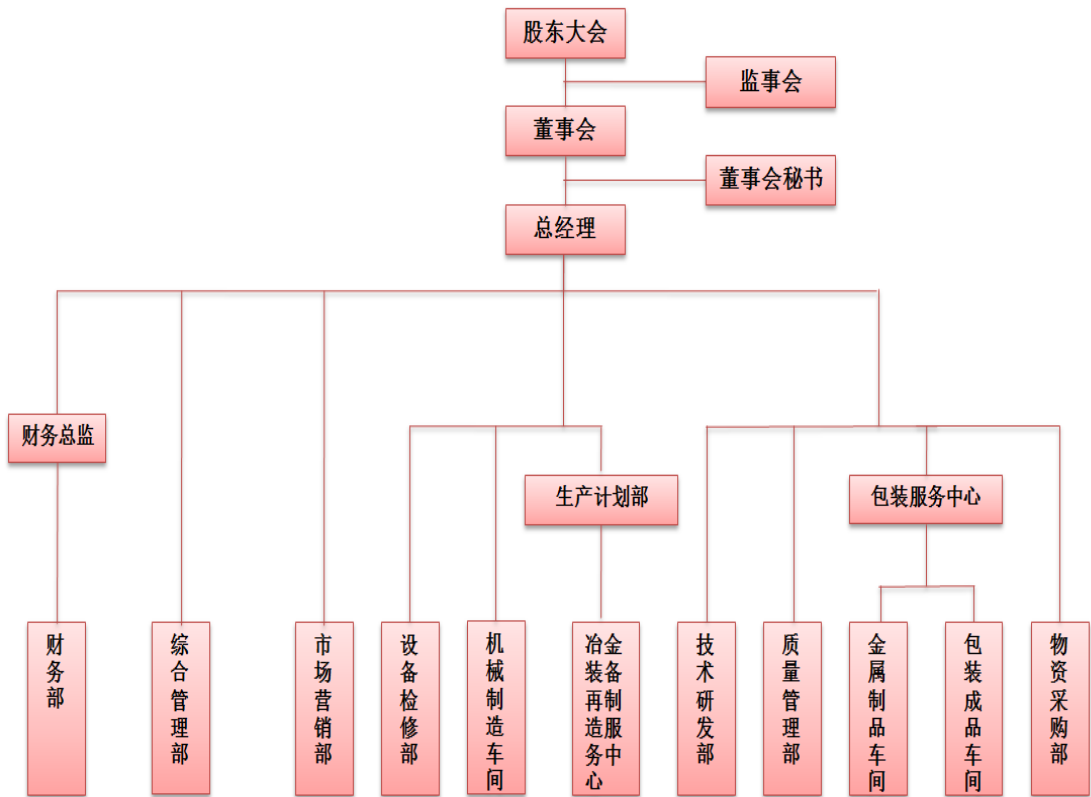 股东大会
监事会
董事会
董事会秘书
总经理
财务总监
生产计划部
包装服务中心
财务部
综合管理部
市场营销部
设备检修部
机械制造车间
冶金装备再制造服务中心
技术研发部
质量管理部
金属制品车间
包装成品车间
物资采购部